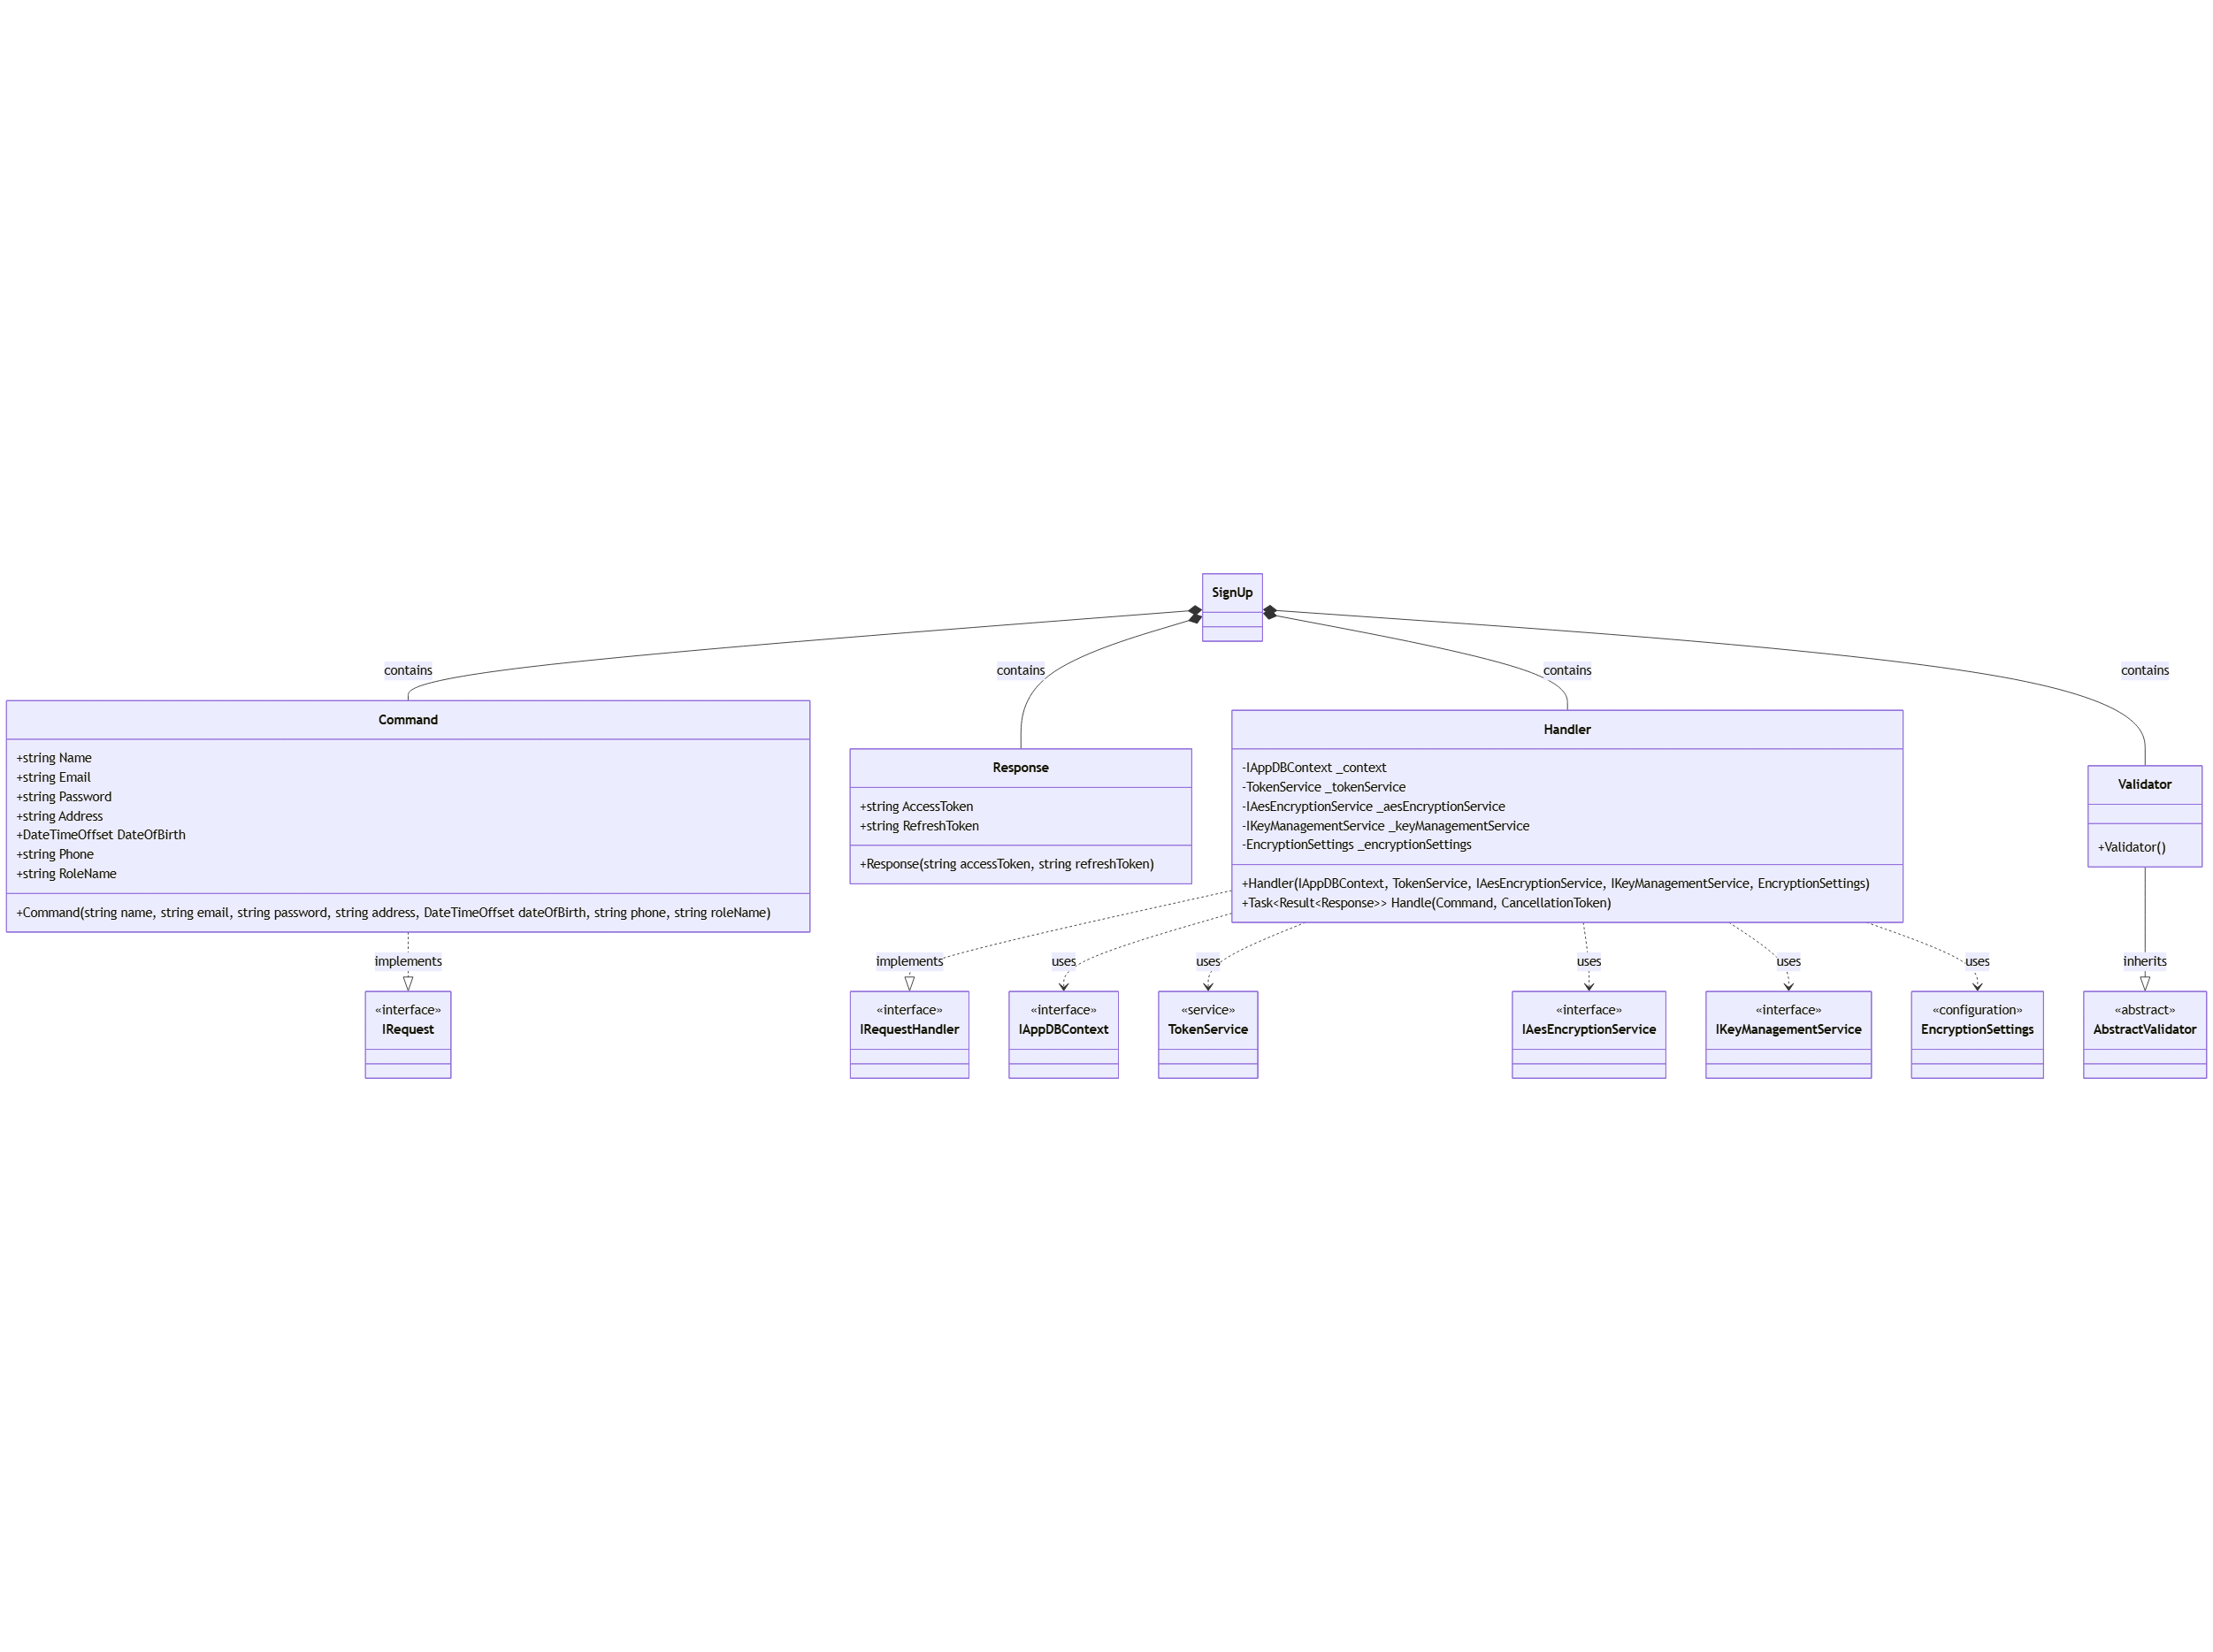 SignUp
contains
contains
contains
contains
Command
+string Name
+string Email
+string Password
+string Address
+DateTimeOffset DateOfBirth
+string Phone
+string RoleName
+Command(string name, string email, string password, string address, DateTimeOffset dateOfBirth, string phone, string roleName)
Response
+string AccessToken
+string RefreshToken
+Response(string accessToken, string refreshToken)
Handler
-IAppDBContext _context
-TokenService _tokenService
-IAesEncryptionService _aesEncryptionService
-IKeyManagementService _keyManagementService
-EncryptionSettings _encryptionSettings
+Handler(IAppDBContext, TokenService, IAesEncryptionService, IKeyManagementService, EncryptionSettings)
+Task<Result<Response>> Handle(Command, CancellationToken)
Validator
+Validator()
implements
implements
uses
uses
uses
uses
uses
inherits
«interface»
IRequest
«interface»
IRequestHandler
«interface»
IAppDBContext
«service»
TokenService
«interface»
IAesEncryptionService
«interface»
IKeyManagementService
«configuration»
EncryptionSettings
«abstract»
AbstractValidator